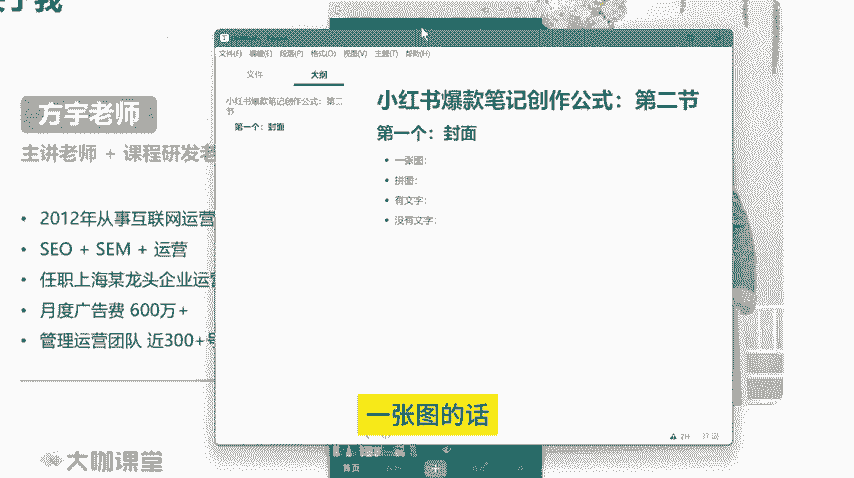 方宇老师
主讲老师 + 课程研发老
2012年从事互联网运营
SEO + SEM + 运营
任职上海某龙头企业运营
月度广告费 600万+
管理运营团队 近300+号
大咖课堂
文件(F) 编辑(E) 段落(P) 格式(O) 视图(V) 主题(T) 帮助(H)
文件 大纲
小红书爆款笔记创作公式：第二
节
第一个：封面
小红书爆款笔记创作公式：第二节
第一个：封面
一张图：
拼图：
有文字：
没有文字：
一张图的话
首页